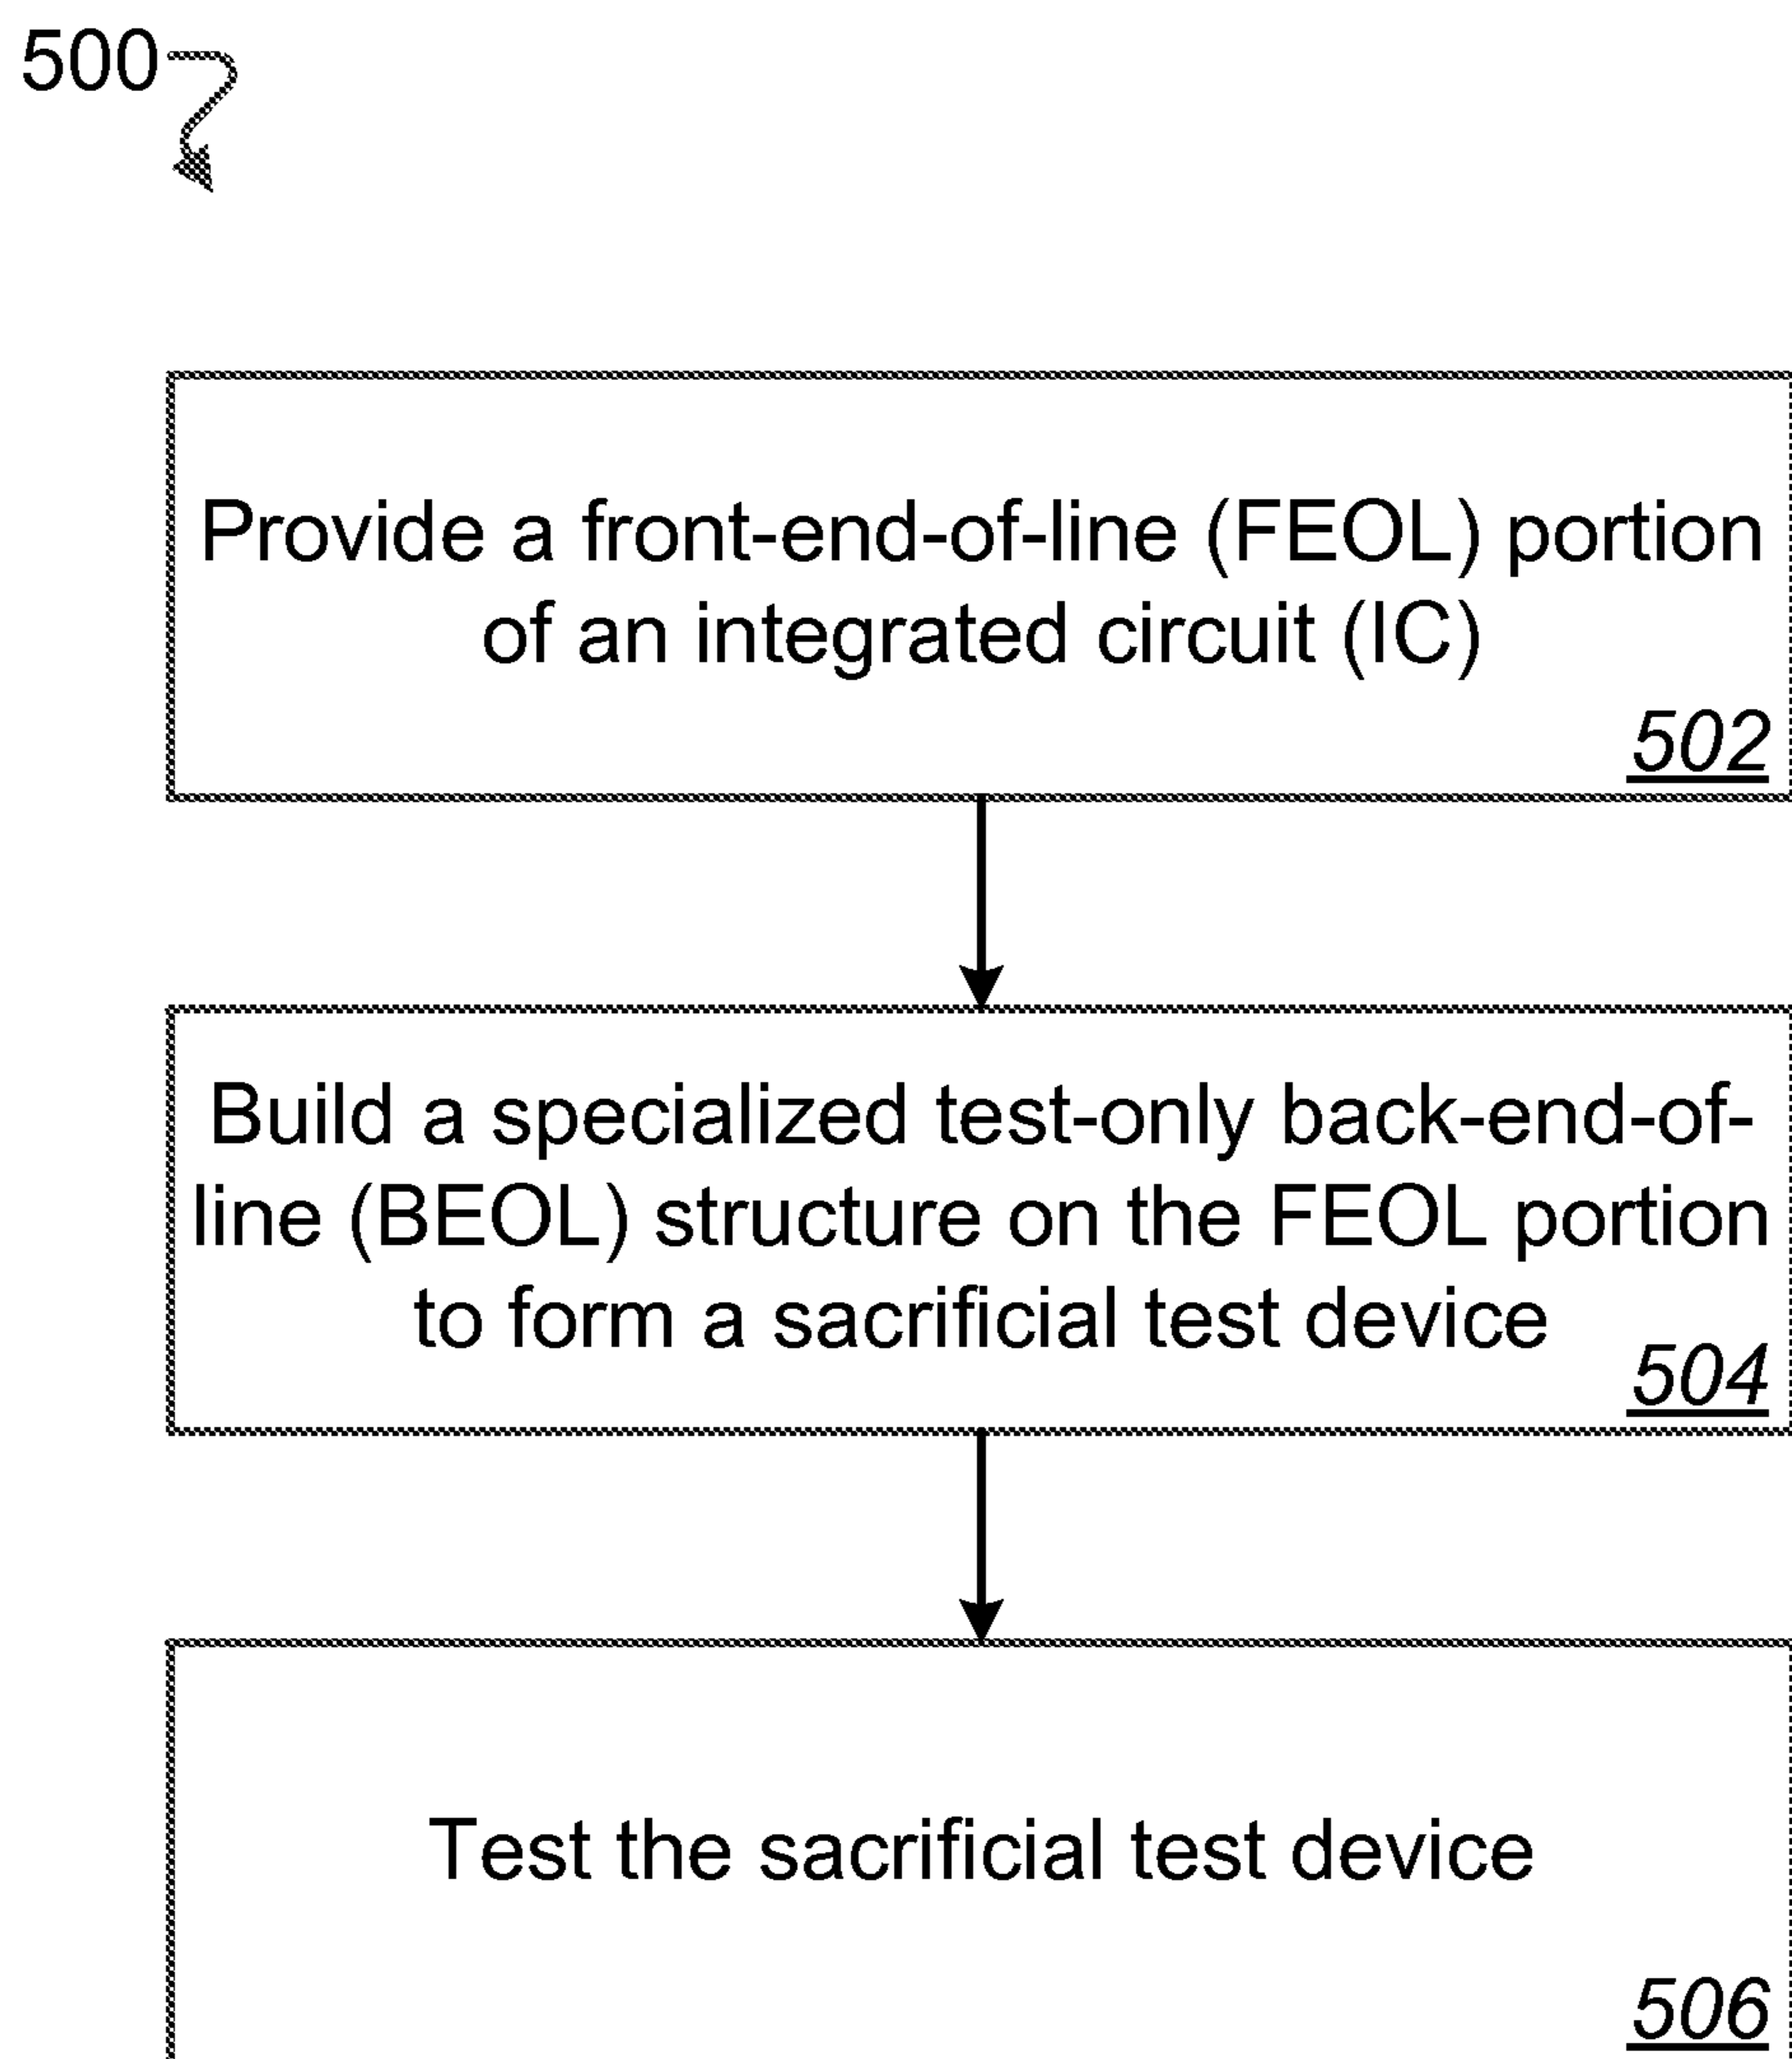 500
Provide a front-end-of-line (FEOL) portion
of an integrated circuit (IC)
502
Build a specialized test-only back-end-of-
line (BEOL) structure on the FEOL portion
to form a sacrificial test device
504
Test the sacrificial test device
506